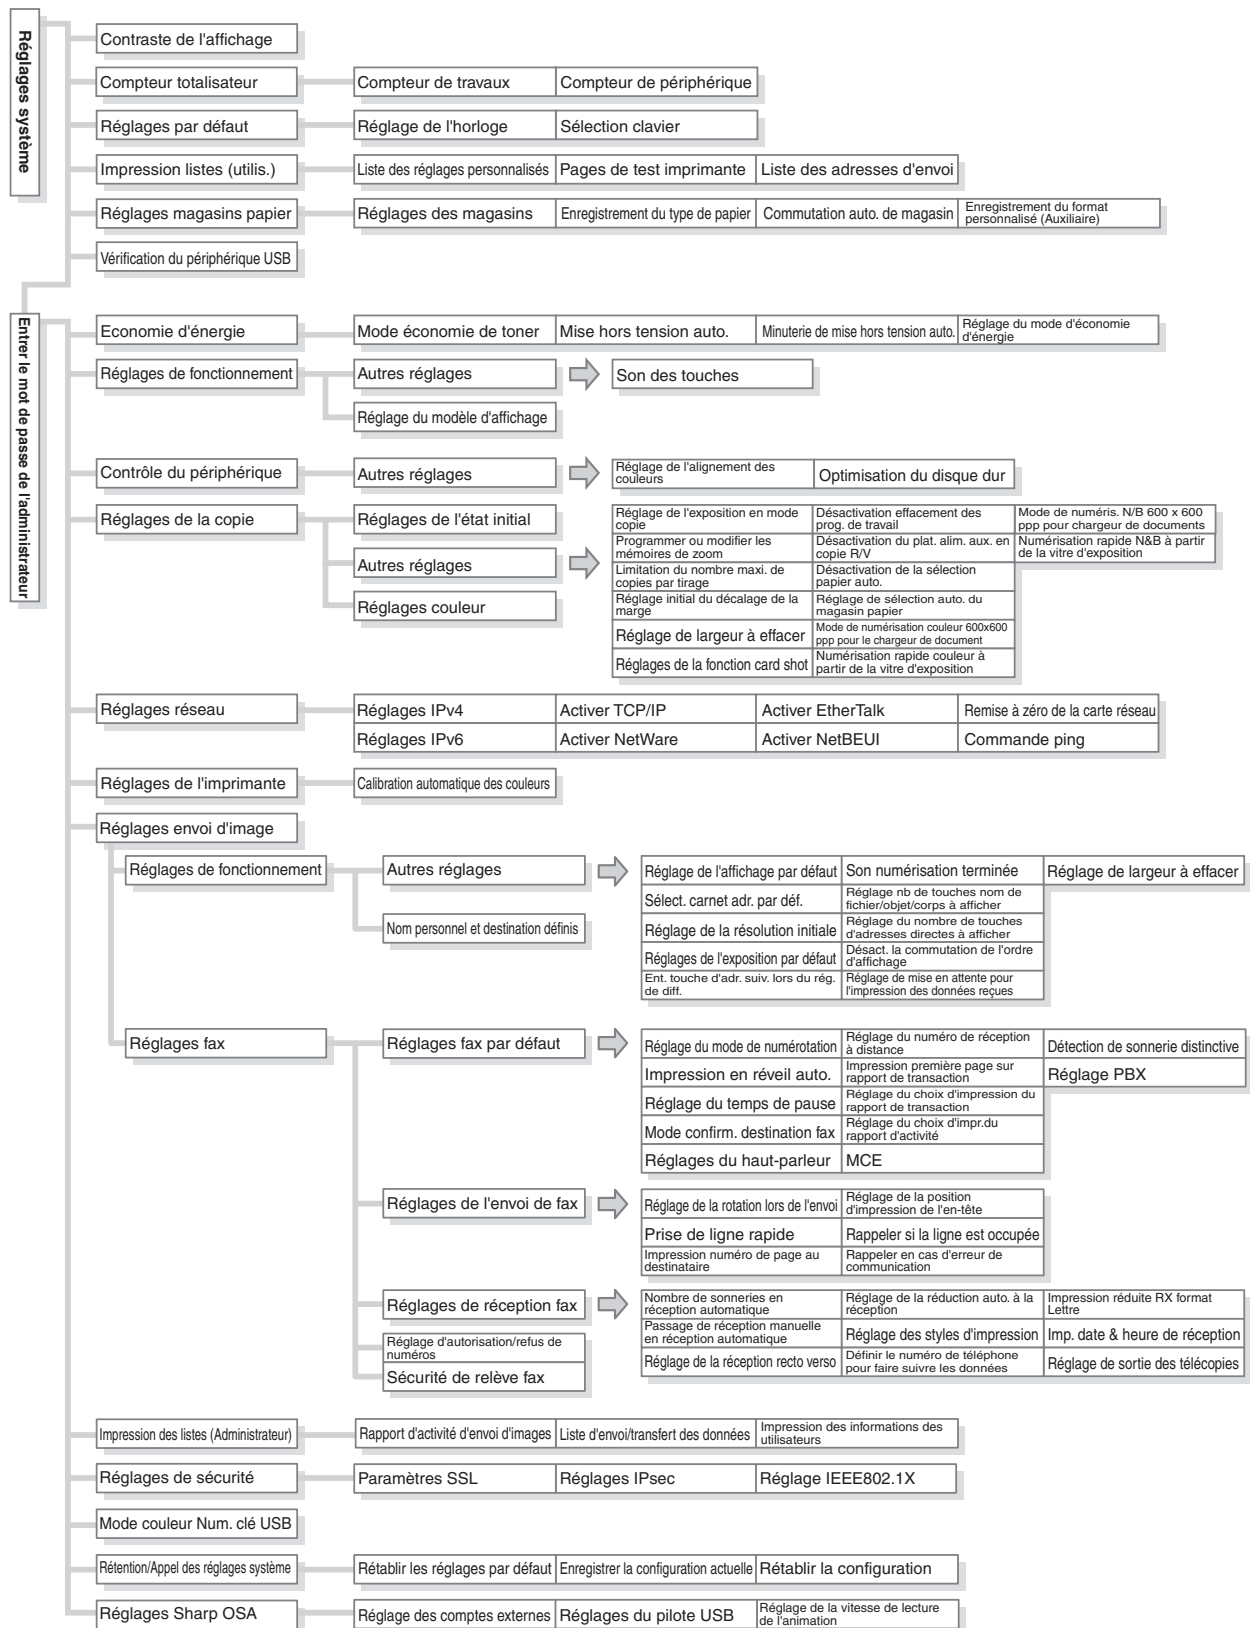 Réglages système
Contraste de l'affichage
Compteur totalisateur
Compteur de travaux
Compteur de périphérique
Réglages par défaut
Réglage de l'horloge
Sélection clavier
Impression listes (utilis.)
Liste des réglages personnalisés
Pages de test imprimante
Liste des adresses d'envoi
Réglages magasins papier
Réglages des magasins
Enregistrement du type de papier
Commutation auto. de magasin
Enregistrement du format
personnalisé (Auxiliaire)
Vérification du périphérique USB
Entrer le mot de passe de l'administrateur
Economie d'énergie
Mode économie de toner
Mise hors tension auto.
Minuterie de mise hors tension auto.
Réglage du mode d'économie
d'énergie
Réglages de fonctionnement
Autres réglages
Son des touches
Réglage du modèle d'affichage
Contrôle du périphérique
Autres réglages
Réglage de l'alignement des
couleurs
Optimisation du disque dur
Réglages de la copie
Réglages de l'état initial
Autres réglages
Réglages couleur
Réglage de l'exposition en mode
copie
Désactivation effacement des
prog. de travail
Mode de numéris. N/B 600 x 600
ppp pour chargeur de documents
Programmer ou modifier les
mémoires de zoom
Désactivation du plat. alim. aux. en
copie R/V
Numérisation rapide N&B à partir
de la vitre d'exposition
Limitation du nombre maxi. de
copies par tirage
Désactivation de la sélection
papier auto.
Réglage initial du décalage de la
marge
Réglage de sélection auto. du
magasin papier
Réglage de largeur à effacer
Mode de numérisation couleur 600x600
ppp pour le chargeur de document
Réglages de la fonction card shot
Numérisation rapide couleur à
partir de la vitre d'exposition
Réglages réseau
Réglages IPv4
Activer TCP/IP
Activer EtherTalk
Remise à zéro de la carte réseau
Réglages IPv6
Activer NetWare
Activer NetBEUI
Commande ping
Réglages de l'imprimante
Calibration automatique des couleurs
Réglages envoi d'image
Réglages de fonctionnement
Autres réglages
Nom personnel et destination définis
Réglage de l'affichage par défaut
Son numérisation terminée
Réglage de largeur à effacer
Sélect. carnet adr. par déf.
Réglage nb de touches nom de
fichier/objet/corps à afficher
Réglage de la résolution initiale
Réglage du nombre de touches
d'adresses directes à afficher
Réglages de l'exposition par défaut
Désact. la commutation de l'ordre
d'affichage
Ent. touche d'adr. suiv. lors du rég.
de diff.
Réglage de mise en attente pour
l'impression des données reçues
Réglages fax
Réglages fax par défaut
Réglage du mode de numérotation
Réglage du numéro de réception
à distance
Détection de sonnerie distinctive
Impression en réveil auto.
Impression première page sur
rapport de transaction
Réglage PBX
Réglage du temps de pause
Réglage du choix d'impression du
rapport de transaction
Mode confirm. destination fax
Réglage du choix d'impr.du
rapport d'activité
Réglages du haut-parleur
MCE
Réglages de l'envoi de fax
Réglage de la rotation lors de l'envoi
Réglage de la position
d'impression de l'en-tête
Prise de ligne rapide
Rappeler si la ligne est occupée
Impression numéro de page au
destinataire
Rappeler en cas d'erreur de
communication
Réglages de réception fax
Nombre de sonneries en
réception automatique
Réglage de la réduction auto. à la
réception
Impression réduite RX format
Lettre
Passage de réception manuelle
en réception automatique
Réglage des styles d'impression
Imp. date & heure de réception
Réglage de la réception recto verso
Définir le numéro de téléphone
pour faire suivre les données
Réglage de sortie des télécopies
Réglage d'autorisation/refus de
numéros
Sécurité de relève fax
Impression des listes (Administrateur)
Rapport d'activité d'envoi d'images
Liste d'envoi/transfert des données
Impression des informations des
utilisateurs
Réglages de sécurité
Paramètres SSL
Réglages IPsec
Réglage IEEE802.1X
Mode couleur Num. clé USB
Rétention/Appel des réglages système
Rétablir les réglages par défaut
Enregistrer la configuration actuelle
Rétablir la configuration
Réglages Sharp OSA
Réglage des comptes externes
Réglages du pilote USB
Réglage de la vitesse de lecture
de l'animation